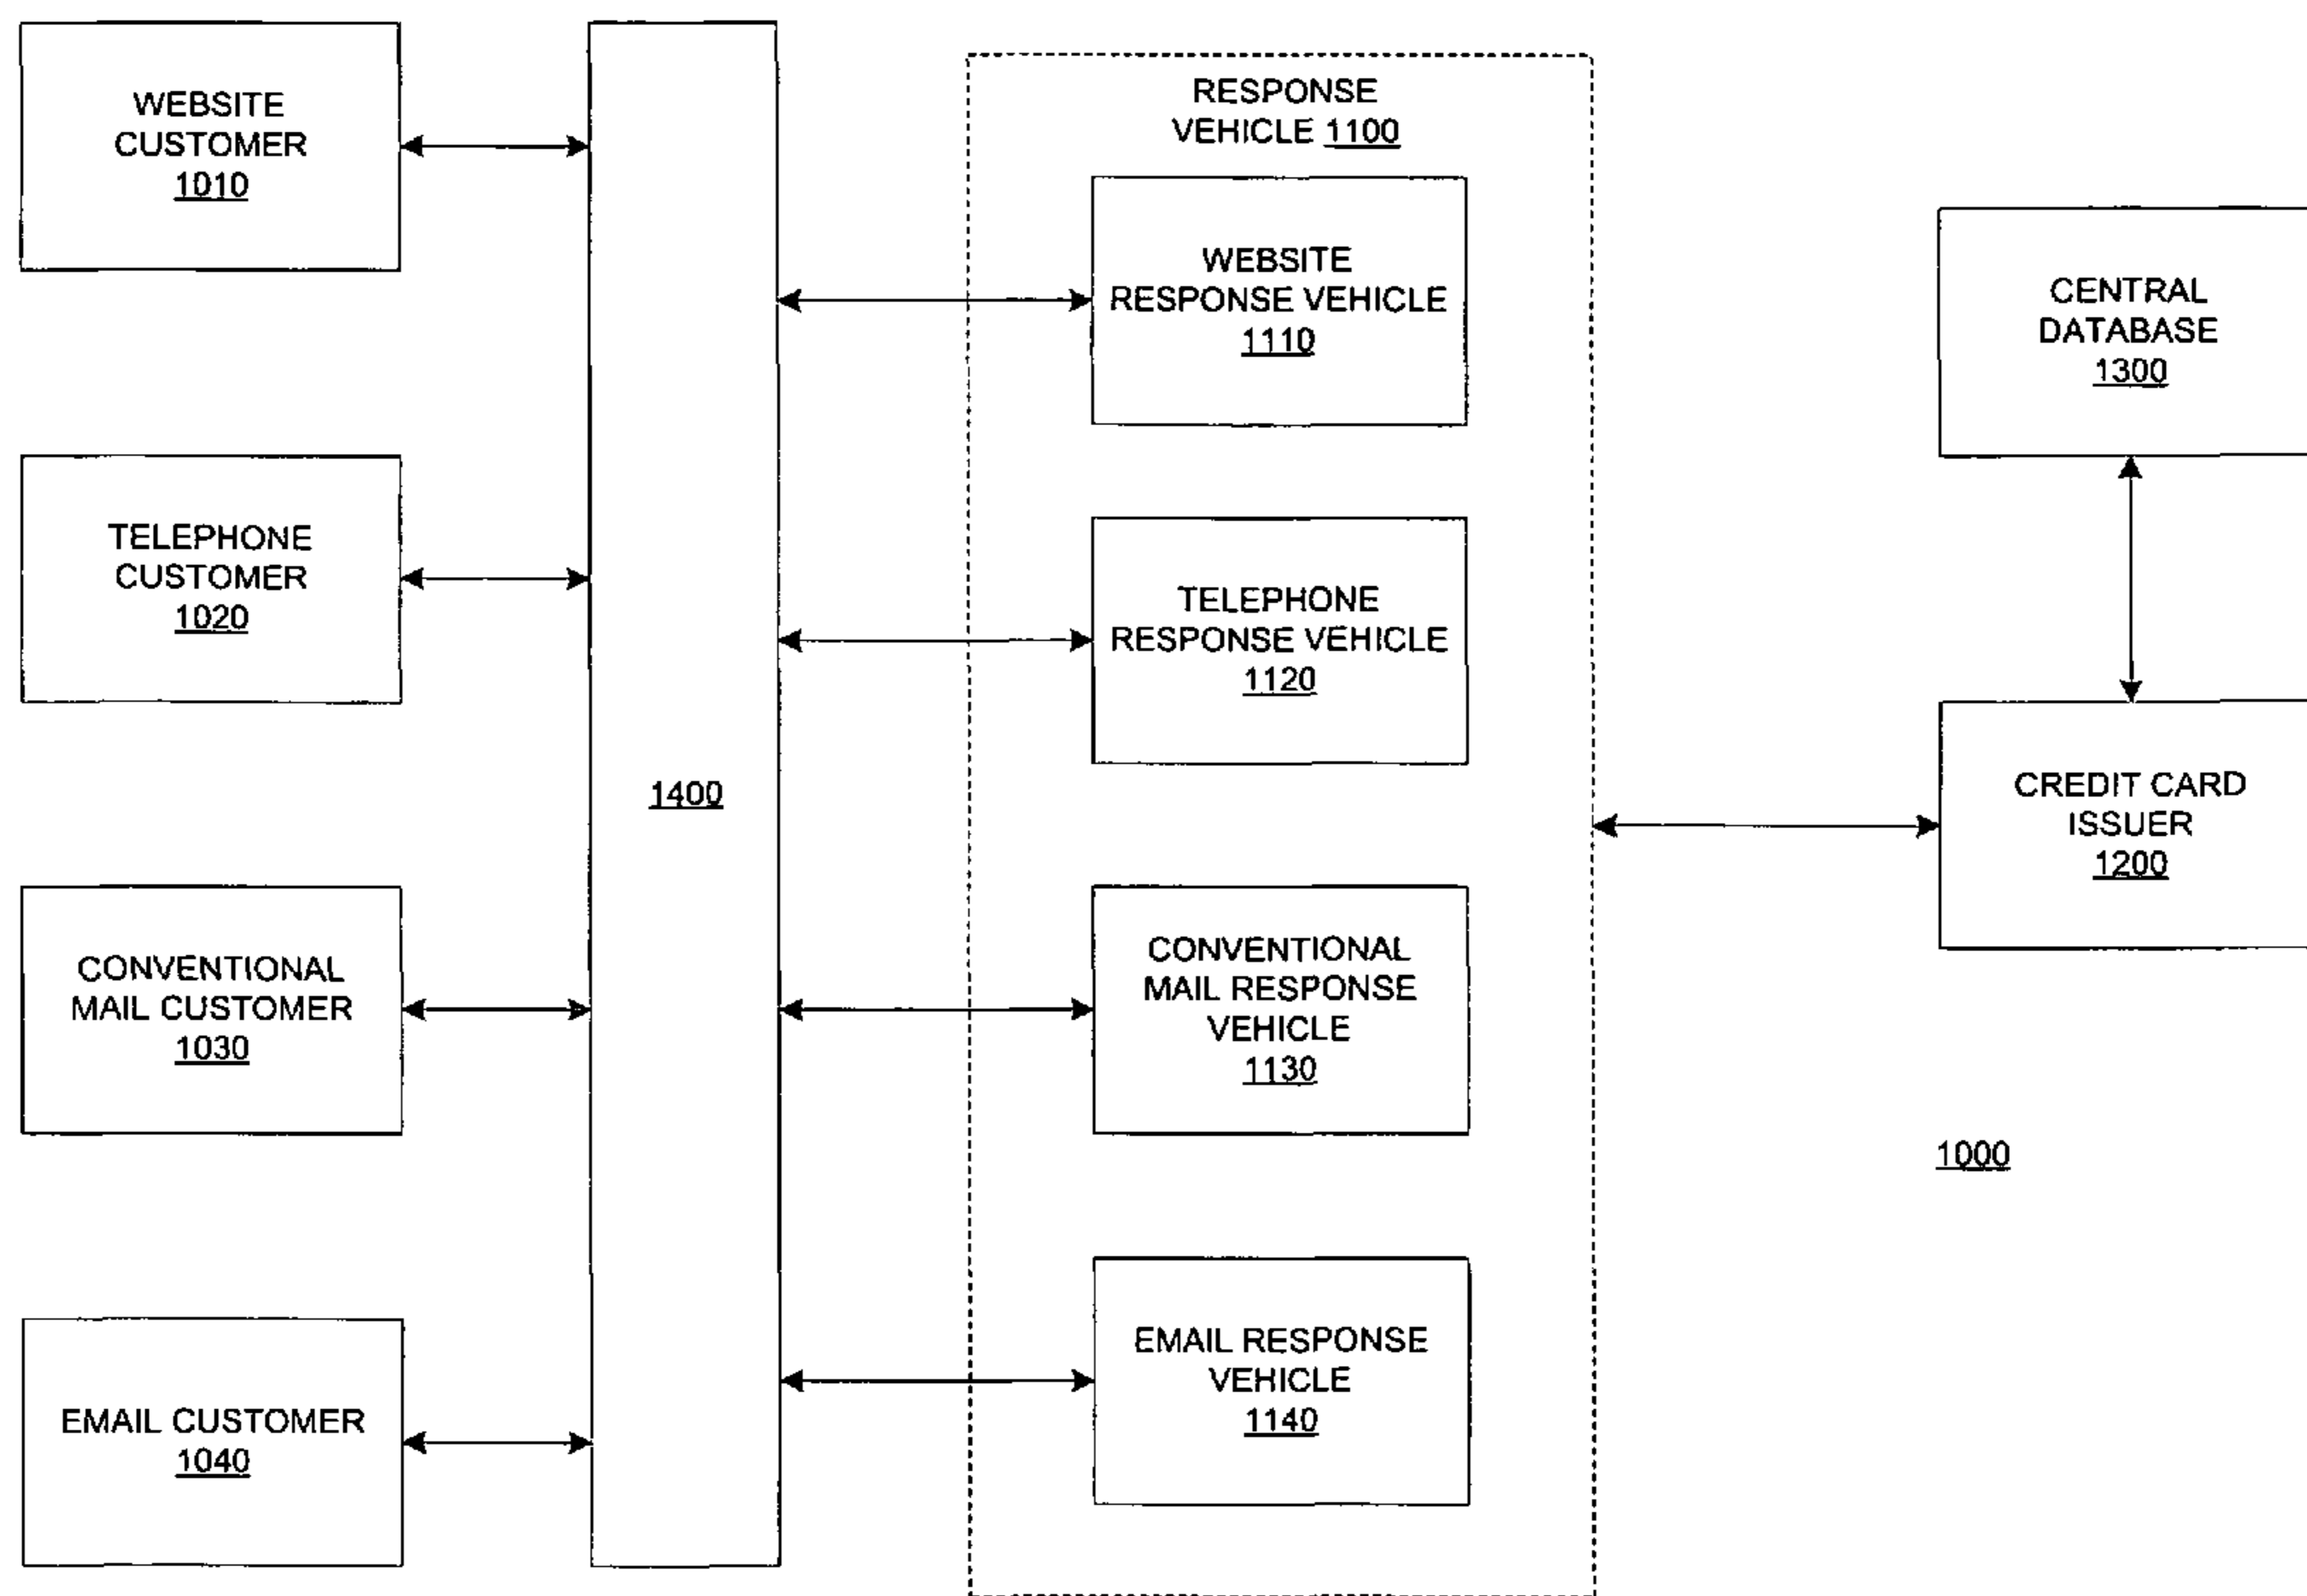 WEBSITE
CUSTOMER
1010
TELEPHONE
CUSTOMER
1020
CONVENTIONAL
MAIL CUSTOMER
1030
EMAIL CUSTOMER
1040
1400
RESPONSE
VEHICLE 1100
WEBSITE
RESPONSE VEHICLE
1110
TELEPHONE
RESPONSE VEHICLE
1120
CONVENTIONAL
MAIL RESPONSE
VEHICLE
1130
EMAIL RESPONSE
VEHICLE
1140
CENTRAL
DATABASE
1300
CREDIT CARD
ISSUER
1200
1000